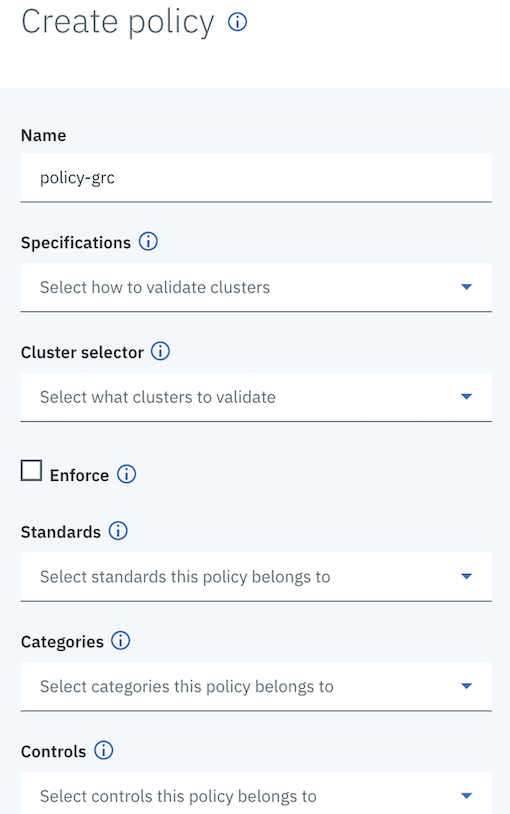 Create policy
Name
policy-grc
Specifications
Select how to validate clusters
Cluster selector
Select what clusters to validate
Enforce
Standards
Select standards this policy belongs to
Categories
Select categories this policy belongs to
Controls
Select controls this policy belongs to